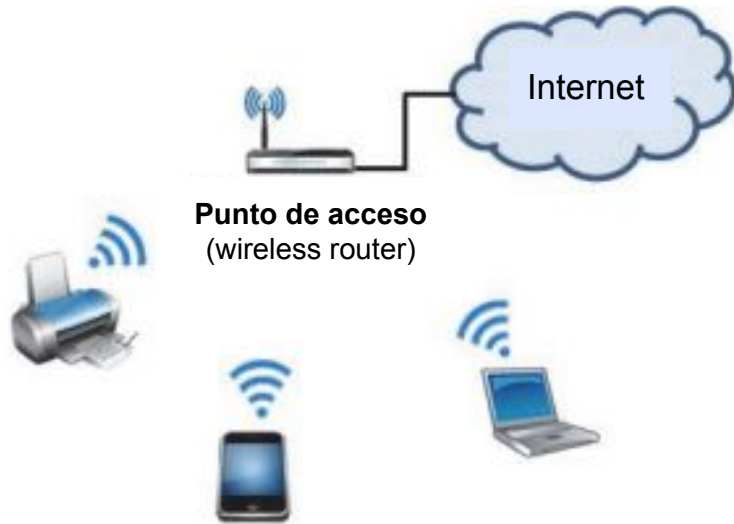 Internet
Punto de acceso
(wireless router)